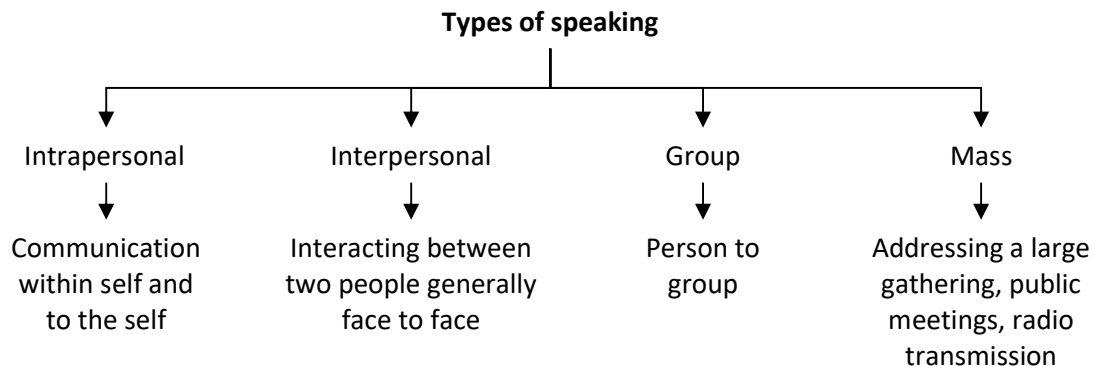 Types of speaking
Intrapersonal
Interpersonal
Group
Mass
Communication
within self and
to the self
Interacting between
two people generally
face to face
Person to
group
Addressing a large
gathering, public
meetings, radio
transmission